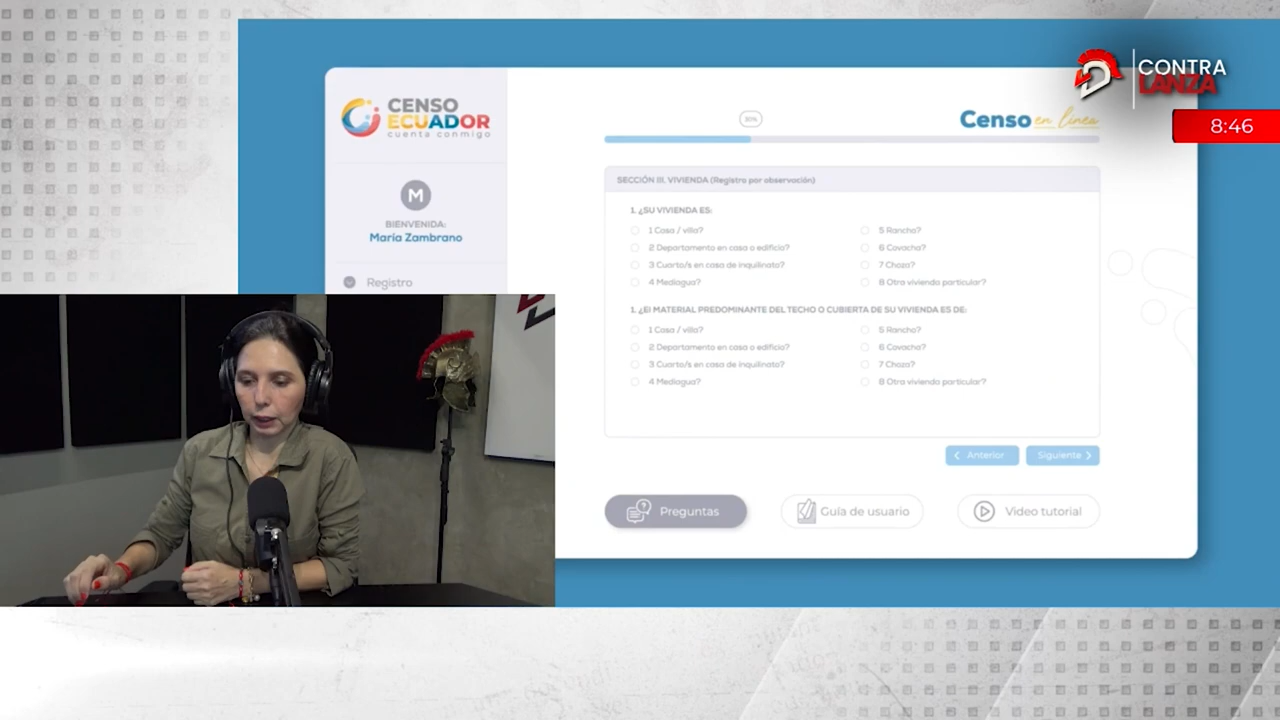 CONTRA
LANZA
8:46
CENSO
ECUADOR
cuenta conmigo
Censo en línea
M
BIENVENIDA:
María Zambrano
Registro
SECCIÓN III. VIVIENDA (Registro por observación)
1. ¿SU VIVIENDA ES:
1 Casa / villa?
5 Rancho?
2 Departamento en casa o edificio?
6 Covacha?
3 Cuarto/s en casa de inquilinato?
7 Choza?
4 Mediagua?
8 Otra vivienda particular?
1. ¿El MATERIAL PREDOMINANTE DEL TECHO O CUBIERTA DE SU VIVIENDA ES DE:
1 Casa / villa?
5 Rancho?
2 Departamento en casa o edificio?
6 Covacha?
3 Cuarto/s en casa de inquilinato?
7 Choza?
4 Mediagua?
8 Otra vivienda particular?
Anterior
Siguiente
Preguntas
Guía de usuario
Video tutorial